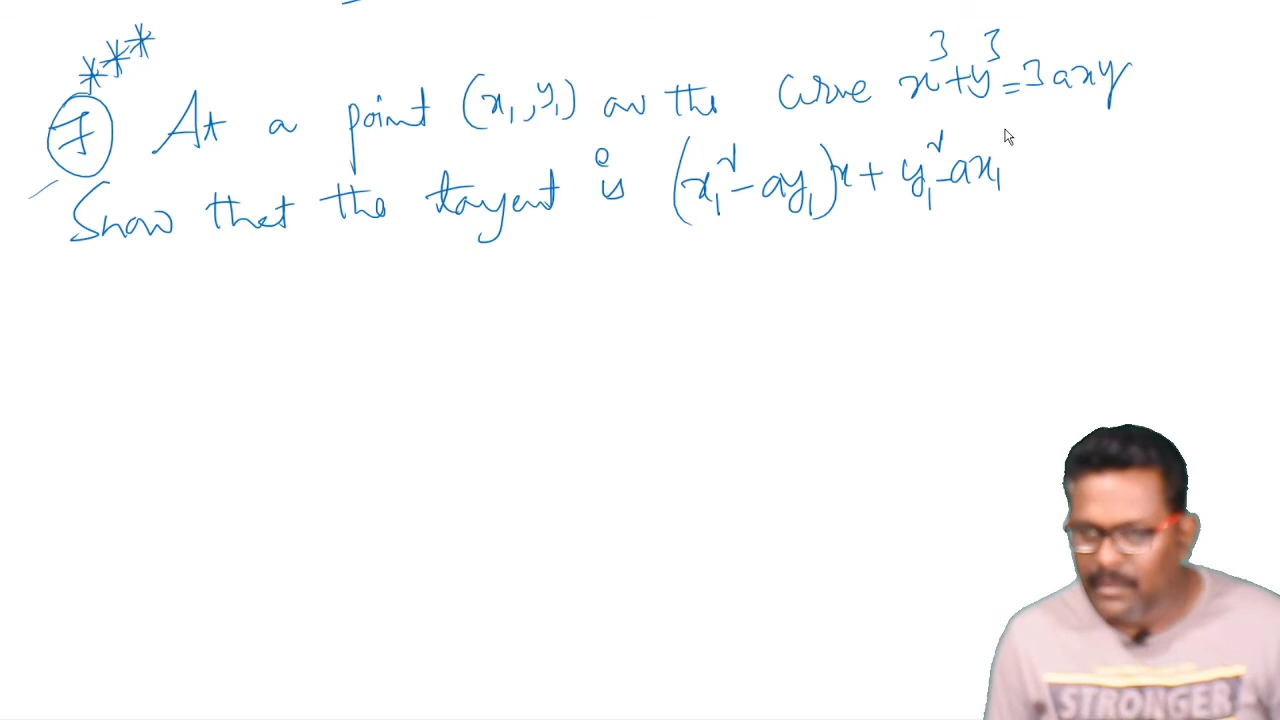 ***
7 At a point (x₁, y₁) on the curve x³+y³=3axy
Show that the tangent is (x₁²-ay₁)x+ y₁²-ax₁
STRONGER